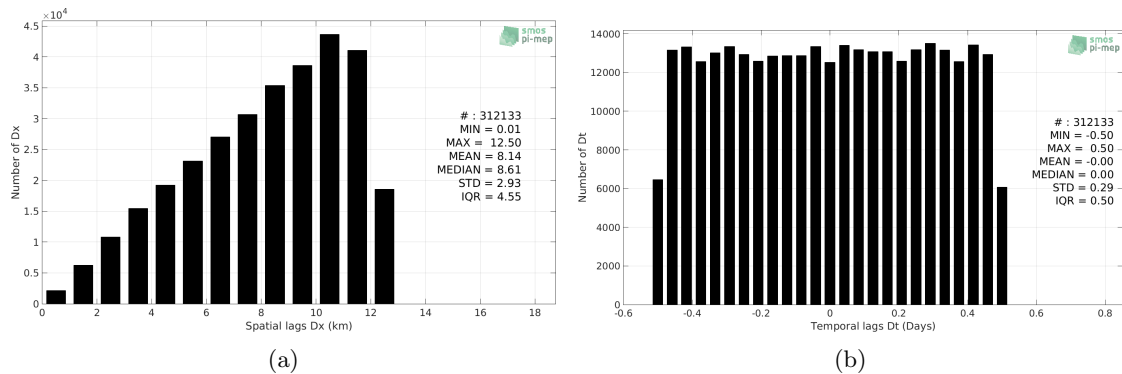 ×10⁴
4.5
4
3.5
3
2.5
2
1.5
1
0.5
0
Number of Dx
smos
pi-mep
# : 312133
MIN = 0.01
MAX = 12.50
MEAN = 8.14
MEDIAN = 8.61
STD = 2.93
IQR = 4.55
0 2 4 6 8 10 12 14 16 18
Spatial lags Dx (km)
(a)
14000
12000
10000
8000
6000
4000
2000
0
Number of Dt
smos
pi-mep
# : 312133
MIN = -0.50
MAX = 0.50
MEAN = -0.00
MEDIAN = 0.00
STD = 0.29
IQR = 0.50
-0.6 -0.4 -0.2 0 0.2 0.4 0.6 0.8
Temporal lags Dt (Days)
(b)